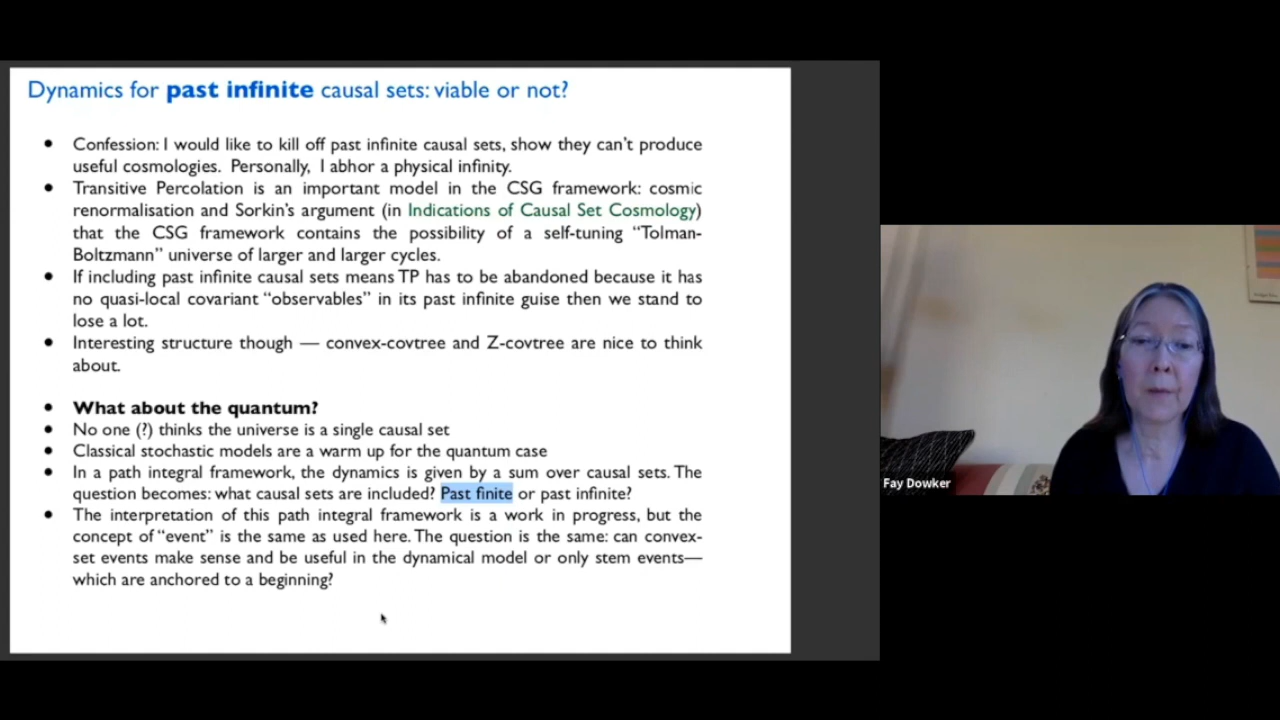 Dynamics for past infinite causal sets: viable or not?
• Confession: I would like to kill off past infinite causal sets, show they can't produce
useful cosmologies. Personally, I abhor a physical infinity.
• Transitive Percolation is an important model in the CSG framework: cosmic
renormalisation and Sorkin's argument (in Indications of Causal Set Cosmology)
that the CSG framework contains the possibility of a self-tuning “Tolman-
Boltzmann” universe of larger and larger cycles.
• If including past infinite causal sets means TP has to be abandoned because it has
no quasi-local covariant “observables” in its past infinite guise then we stand to
lose a lot.
• Interesting structure though — convex-covtree and Z-covtree are nice to think
about.
• What about the quantum?
• No one (?) thinks the universe is a single causal set
• Classical stochastic models are a warm up for the quantum case
• In a path integral framework, the dynamics is given by a sum over causal sets. The
question becomes: what causal sets are included? Past finite or past infinite?
• The interpretation of this path integral framework is a work in progress, but the
concept of “event” is the same as used here. The question is the same: can convex-
set events make sense and be useful in the dynamical model or only stem events—
which are anchored to a beginning?
Fay Dowker